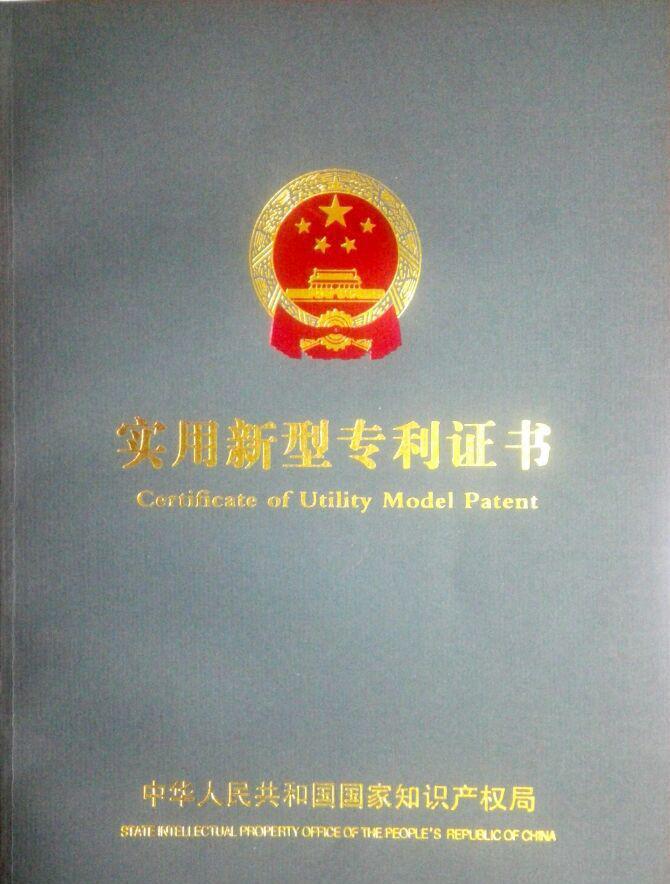 实用新型专利证书
Certificate of Utility Model Patent
中华人民共和国国家知识产权局
STATE INTELLECTUAL PROPERTY OFFICE OF THE PEOPLE'S REPUBLIC OF CHINA